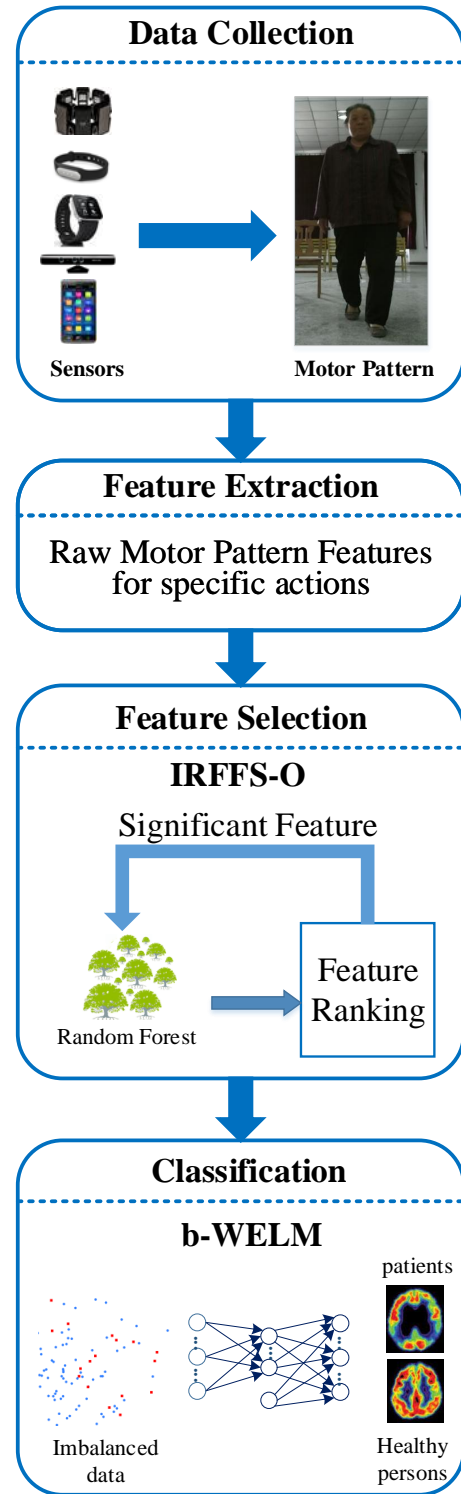 Data Collection
Sensors
Motor Pattern
Feature Extraction
Raw Motor Pattern Features
for specific actions
Feature Selection
IRFFS-O
Significant Feature
Feature
Ranking
Random Forest
Classification
b-WELM
patients
Imbalanced
data
Healthy
persons